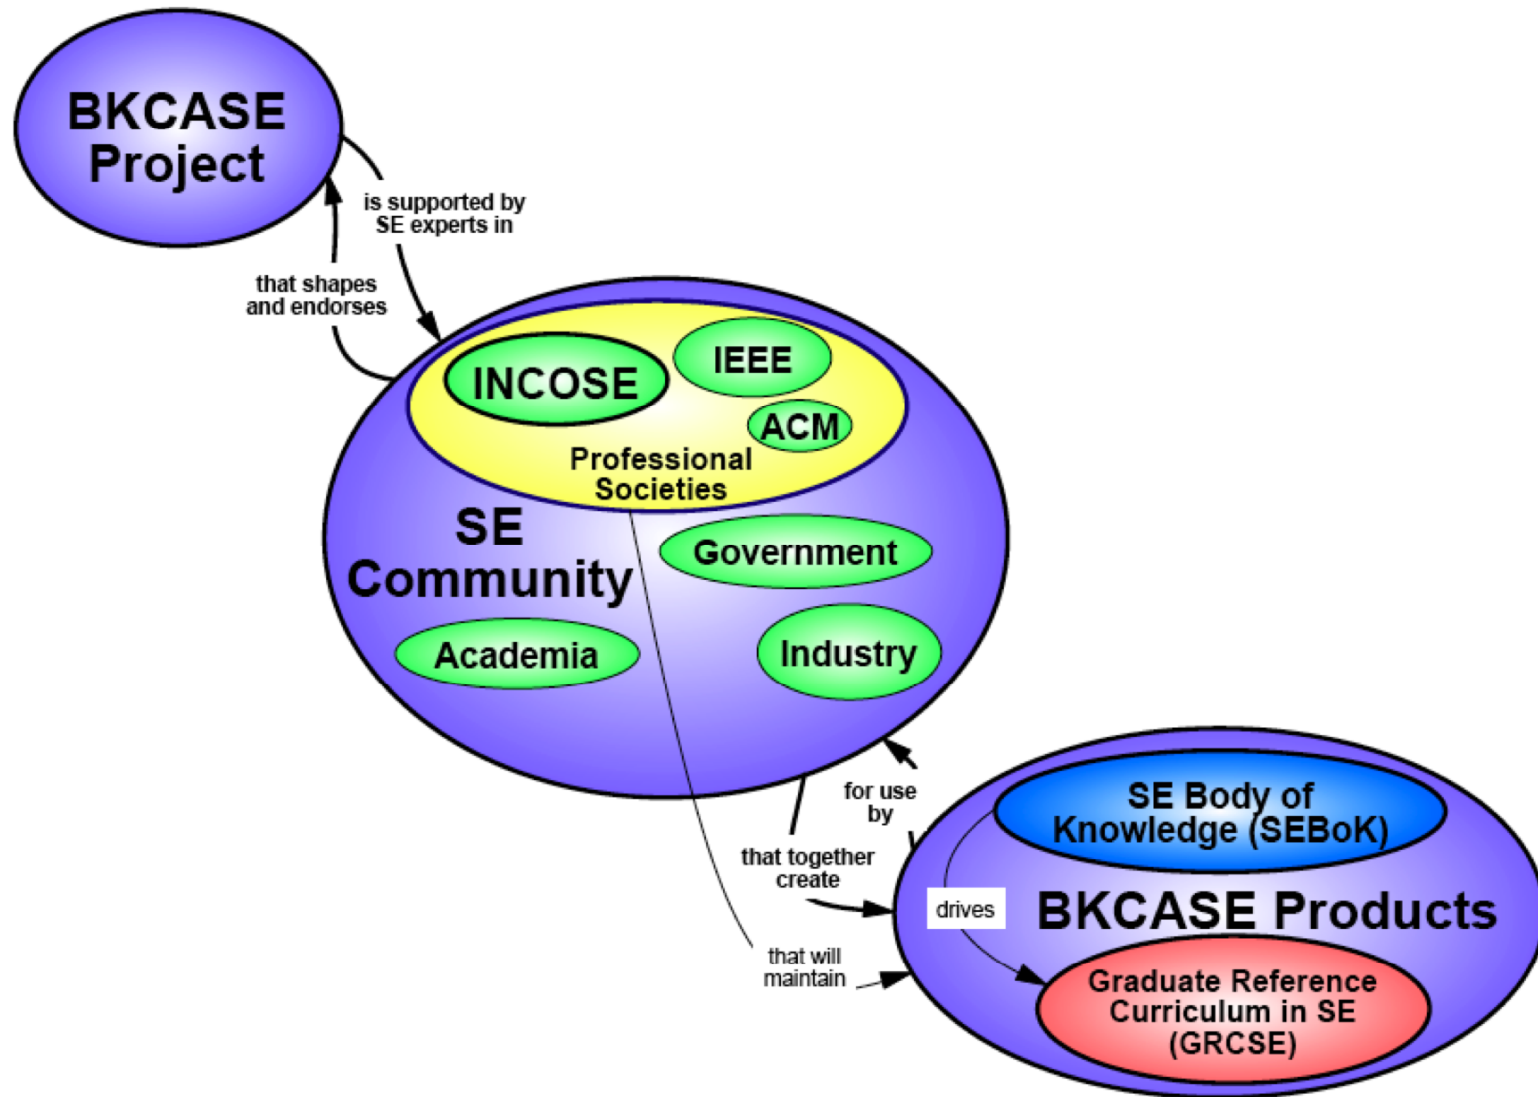 BKCASE
Project
is supported by
SE experts in
that shapes
and endorses
INCOSE
IEEE
ACM
Professional
Societies
SE
Community
Government
Academia
Industry
for use
by
that together
create
that will
maintain
SE Body of
Knowledge (SEBoK)
drives
BKCASE Products
Graduate Reference
Curriculum in SE
(GRCSE)